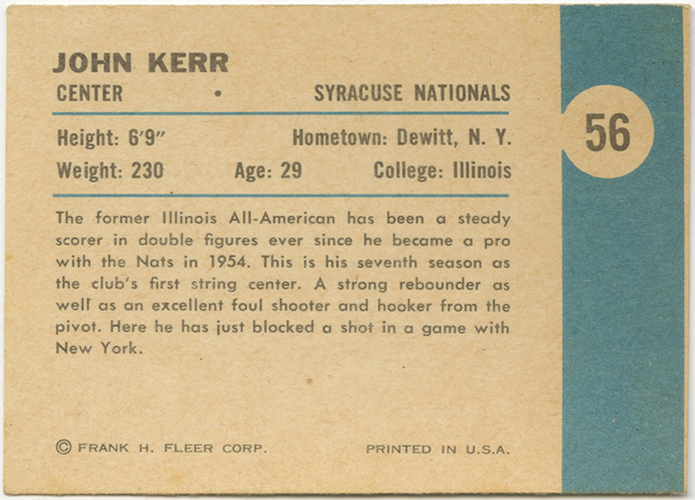 JOHN KERR
CENTER • SYRACUSE NATIONALS
56
Height: 6'9" Hometown: Dewitt, N. Y.
Weight: 230 Age: 29 College: Illinois
The former Illinois All-American has been a steady
scorer in double figures ever since he became a pro
with the Nats in 1954. This is his seventh season as
the club's first string center. A strong rebounder as
well as an excellent foul shooter and hooker from the
pivot. Here he has just blocked a shot in a game with
New York.
© FRANK H. FLEER CORP. PRINTED IN U.S.A.